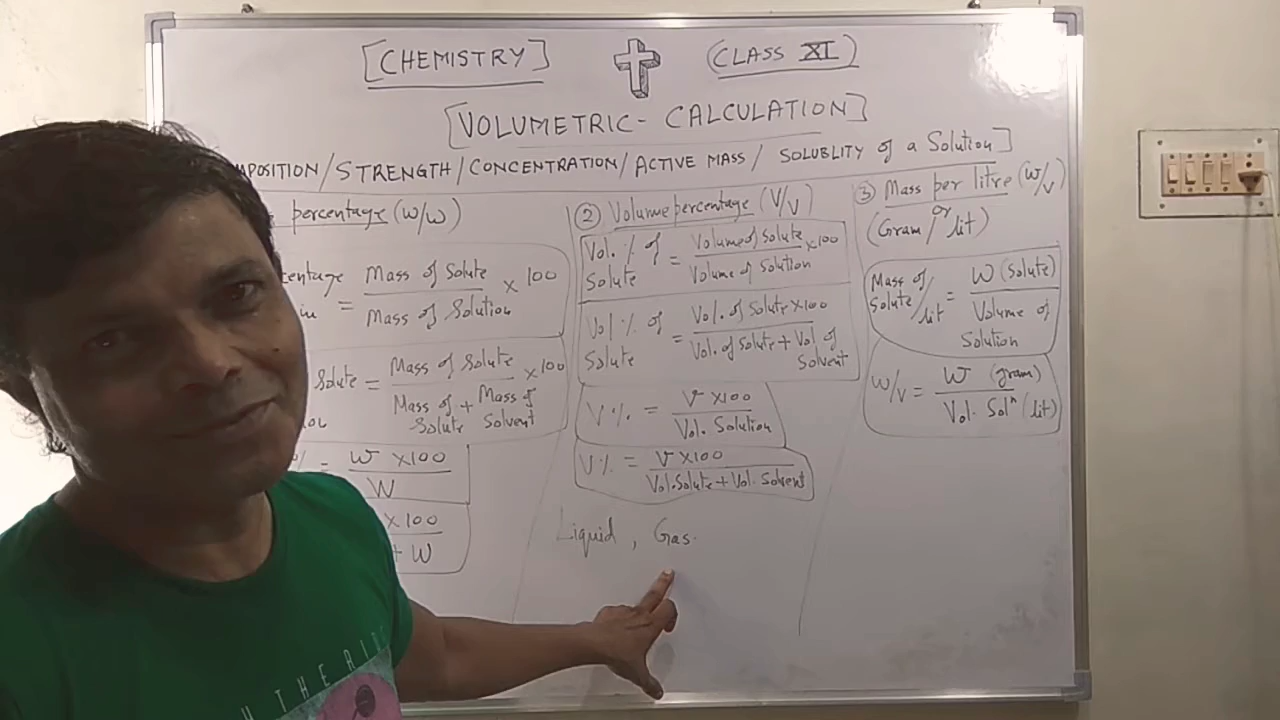 [CHEMISTRY]
(CLASS XI)
[VOLUMETRIC- CALCULATION]
MPOSITION/STRENGTH/CONCENTRATION/ACTIVE MASS/ SOLUBLITY of a Solution]
percentage (W/W)
centage = Mass of Solute / Mass of Solution × 100
Solute = Mass of Solute / Mass of Solute + Mass of Solvent × 100
% = W ×100 / W
× 100 / + W
② Volume percentage (V/V)
Vol. % of Solute = Volume of Solute / Volume of Solution ×100
Vol % of Solute = Vol. of Solute ×100 / Vol. of Solute + Vol of Solvent
V% = V ×100 / Vol. Solution
V% = V ×100 / Vol. Solute + Vol. Solvent
Liquid , Gas.
③ Mass per litre (W/V)
or
(Gram/lit)
Mass of Solute/lit = W (Solute) / Volume of Solution
W/V = W (gram) / Vol. Solⁿ (lit)
THE RI